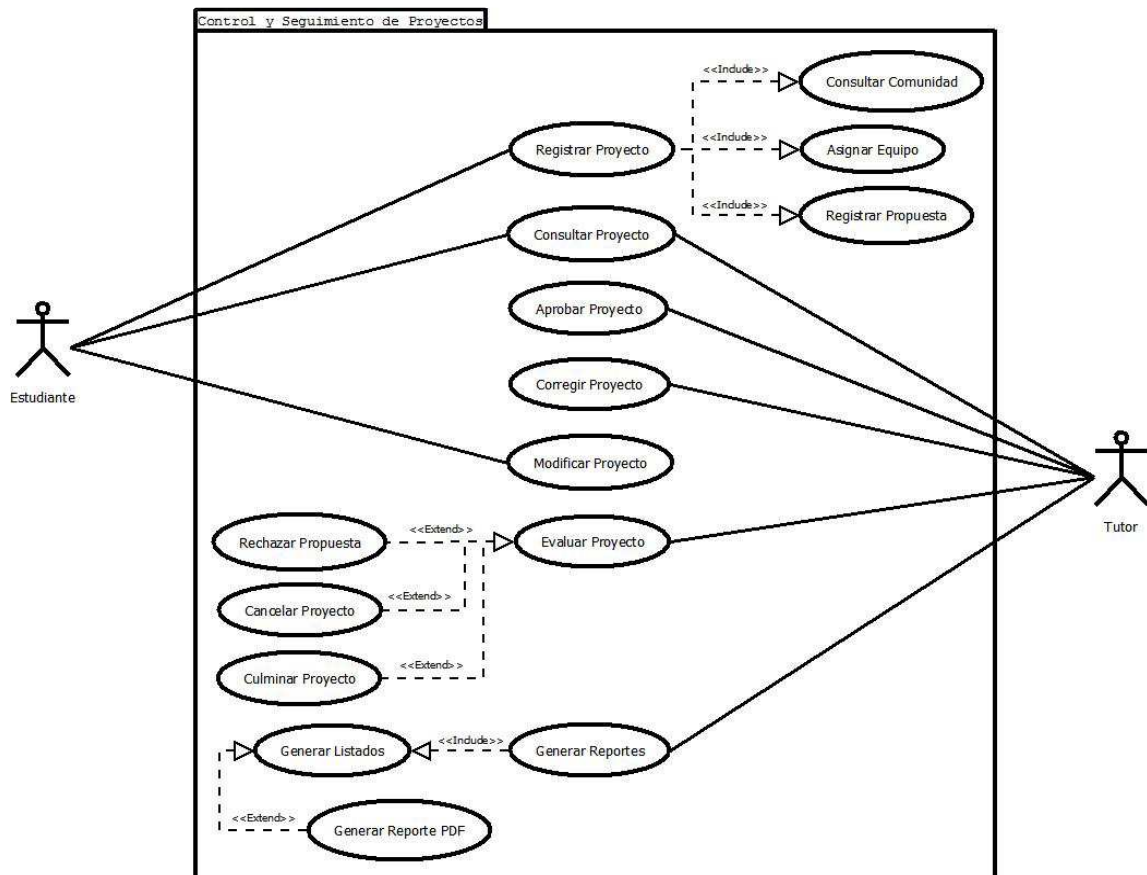 Control y Seguimiento de Proyectos
<<Include>>
Consultar Comunidad
Registrar Proyecto
<<Include>>
Asignar Equipo
<<Include>>
Registrar Propuesta
Consultar Proyecto
Aprobar Proyecto
Estudiante
Corregir Proyecto
Modificar Proyecto
Tutor
Rechazar Propuesta
<<Extend>>
Evaluar Proyecto
Cancelar Proyecto
<<Extend>>
Culminar Proyecto
<<Extend>>
Generar Listados
<<Include>>
Generar Reportes
<<Extend>>
Generar Reporte PDF